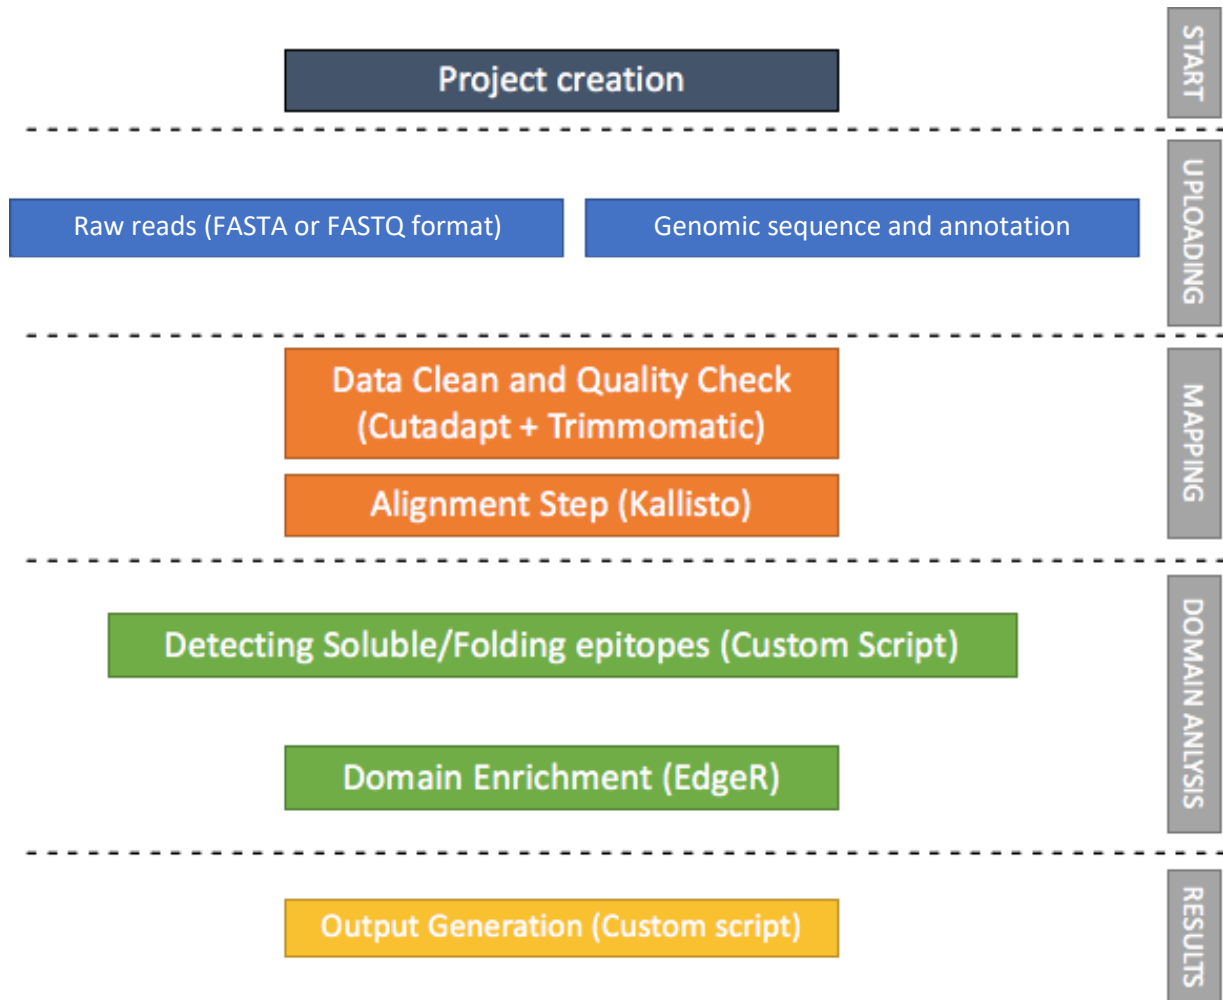 START
Project creation
UPLOADING
Raw reads (FASTA or FASTQ format)
Genomic sequence and annotation
MAPPING
Data Clean and Quality Check
(Cutadapt + Trimmomatic)
Alignment Step (Kallisto)
DOMAIN ANLYSIS
Detecting Soluble/Folding epitopes (Custom Script)
Domain Enrichment (EdgeR)
RESULTS
Output Generation (Custom script)